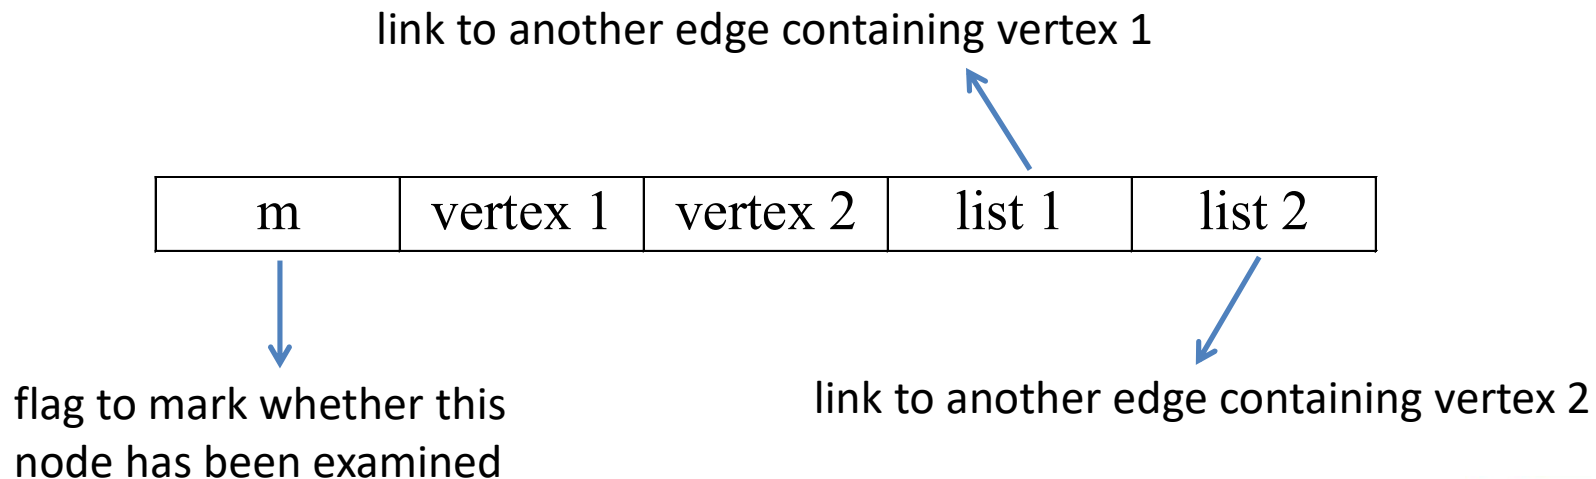 link to another edge containing vertex 1
m vertex 1 vertex 2 list 1 list 2
flag to mark whether this
node has been examined
link to another edge containing vertex 2